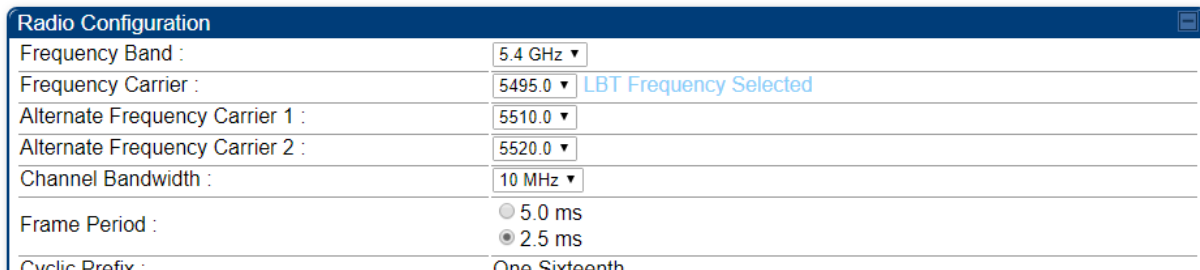 Radio Configuration
Frequency Band : 5.4 GHz
Frequency Carrier : 5495.0 LBT Frequency Selected
Alternate Frequency Carrier 1 : 5510.0
Alternate Frequency Carrier 2 : 5520.0
Channel Bandwidth : 10 MHz
Frame Period : 5.0 ms
2.5 ms
Cyclic Prefix : One Sixteenth